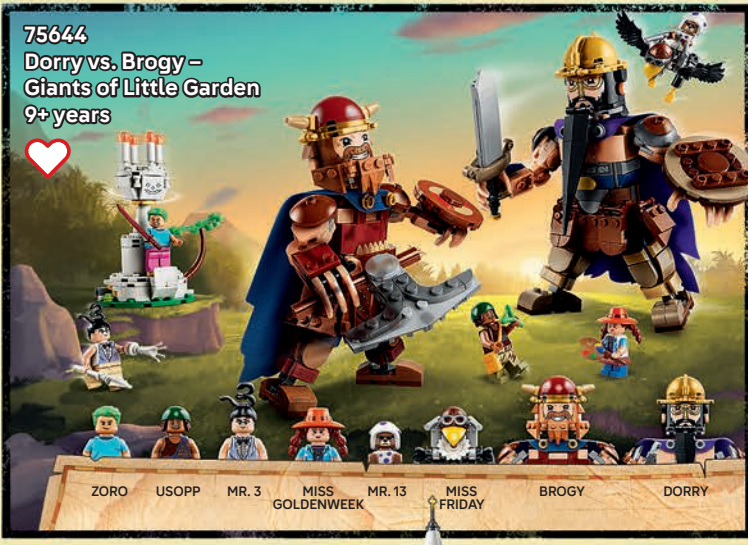 75644
Dorry vs. Brogy –
Giants of Little Garden
9+ years
ZORO USOPP MR. 3 MISS GOLDENWEEK MR. 13 MISS FRIDAY BROGY DORRY